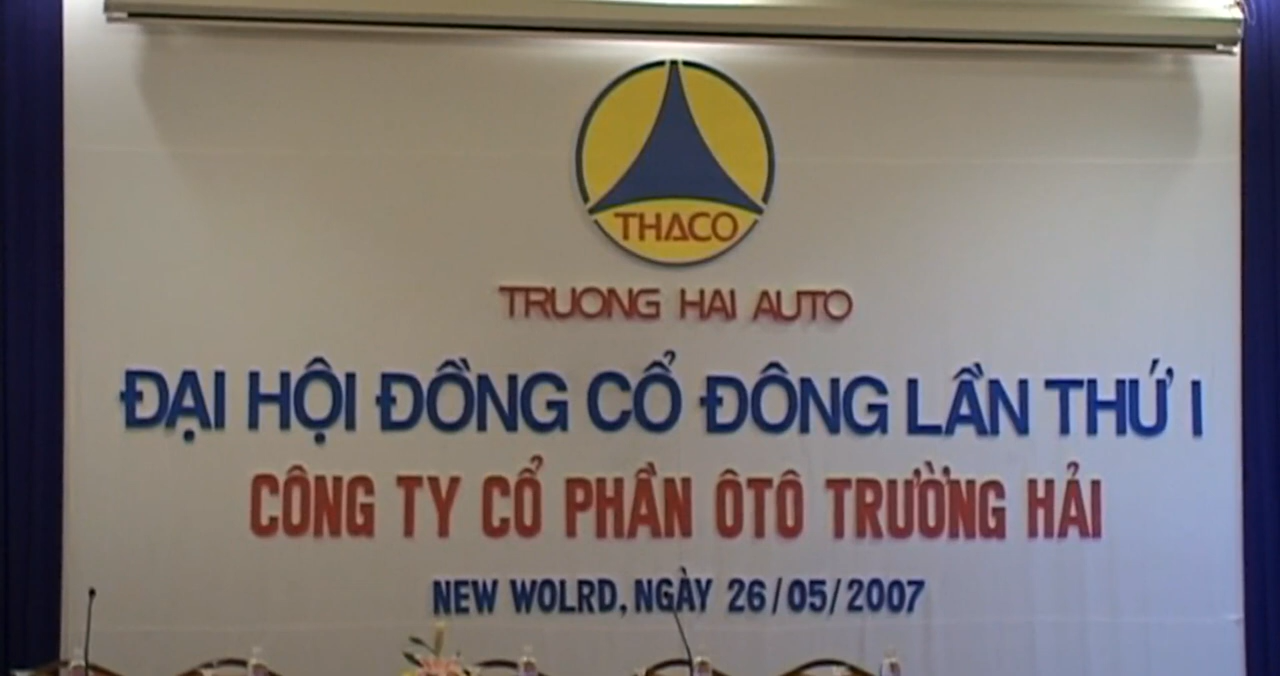 THACO
TRUONG HAI AUTO
ĐẠI HỘI ĐỒNG CỔ ĐÔNG LẦN THỨ I
CÔNG TY CỔ PHẦN ÔTÔ TRƯỜNG HẢI
NEW WOLRD, NGÀY 26/05/2007